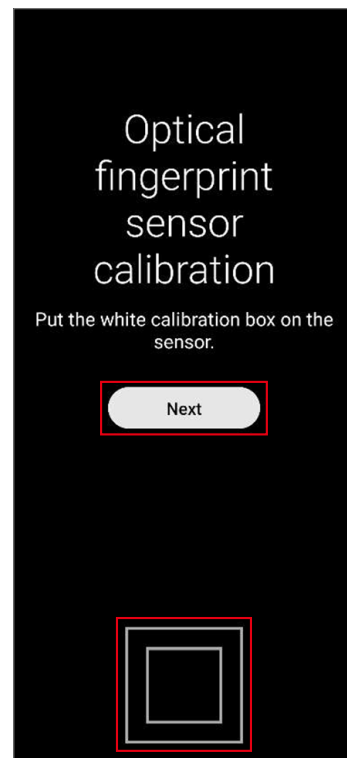 Optical
fingerprint
sensor
calibration
Put the white calibration box on the
sensor.
Next